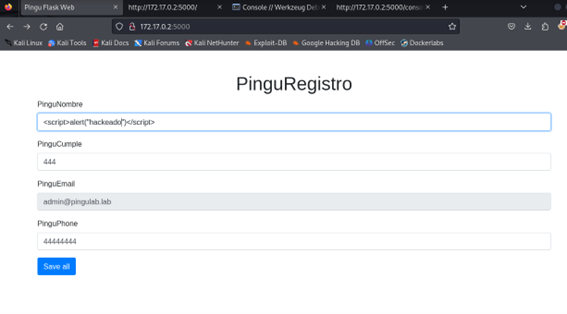 Pingu Flask Web
http://172.17.0.2:5000/
Console // Werkzeug Deb
http://172.17.0.2:5000/cons
172.17.0.2:5000
Kali Linux
Kali Tools
Kali Docs
Kali Forums
Kali NetHunter
Exploit-DB
Google Hacking DB
OffSec
Dockerlabs
PinguRegistro
PinguNombre
<script>alert("hackeado")</script>
PinguCumple
444
PinguEmail
admin@pingulab.lab
PinguPhone
44444444
Save all